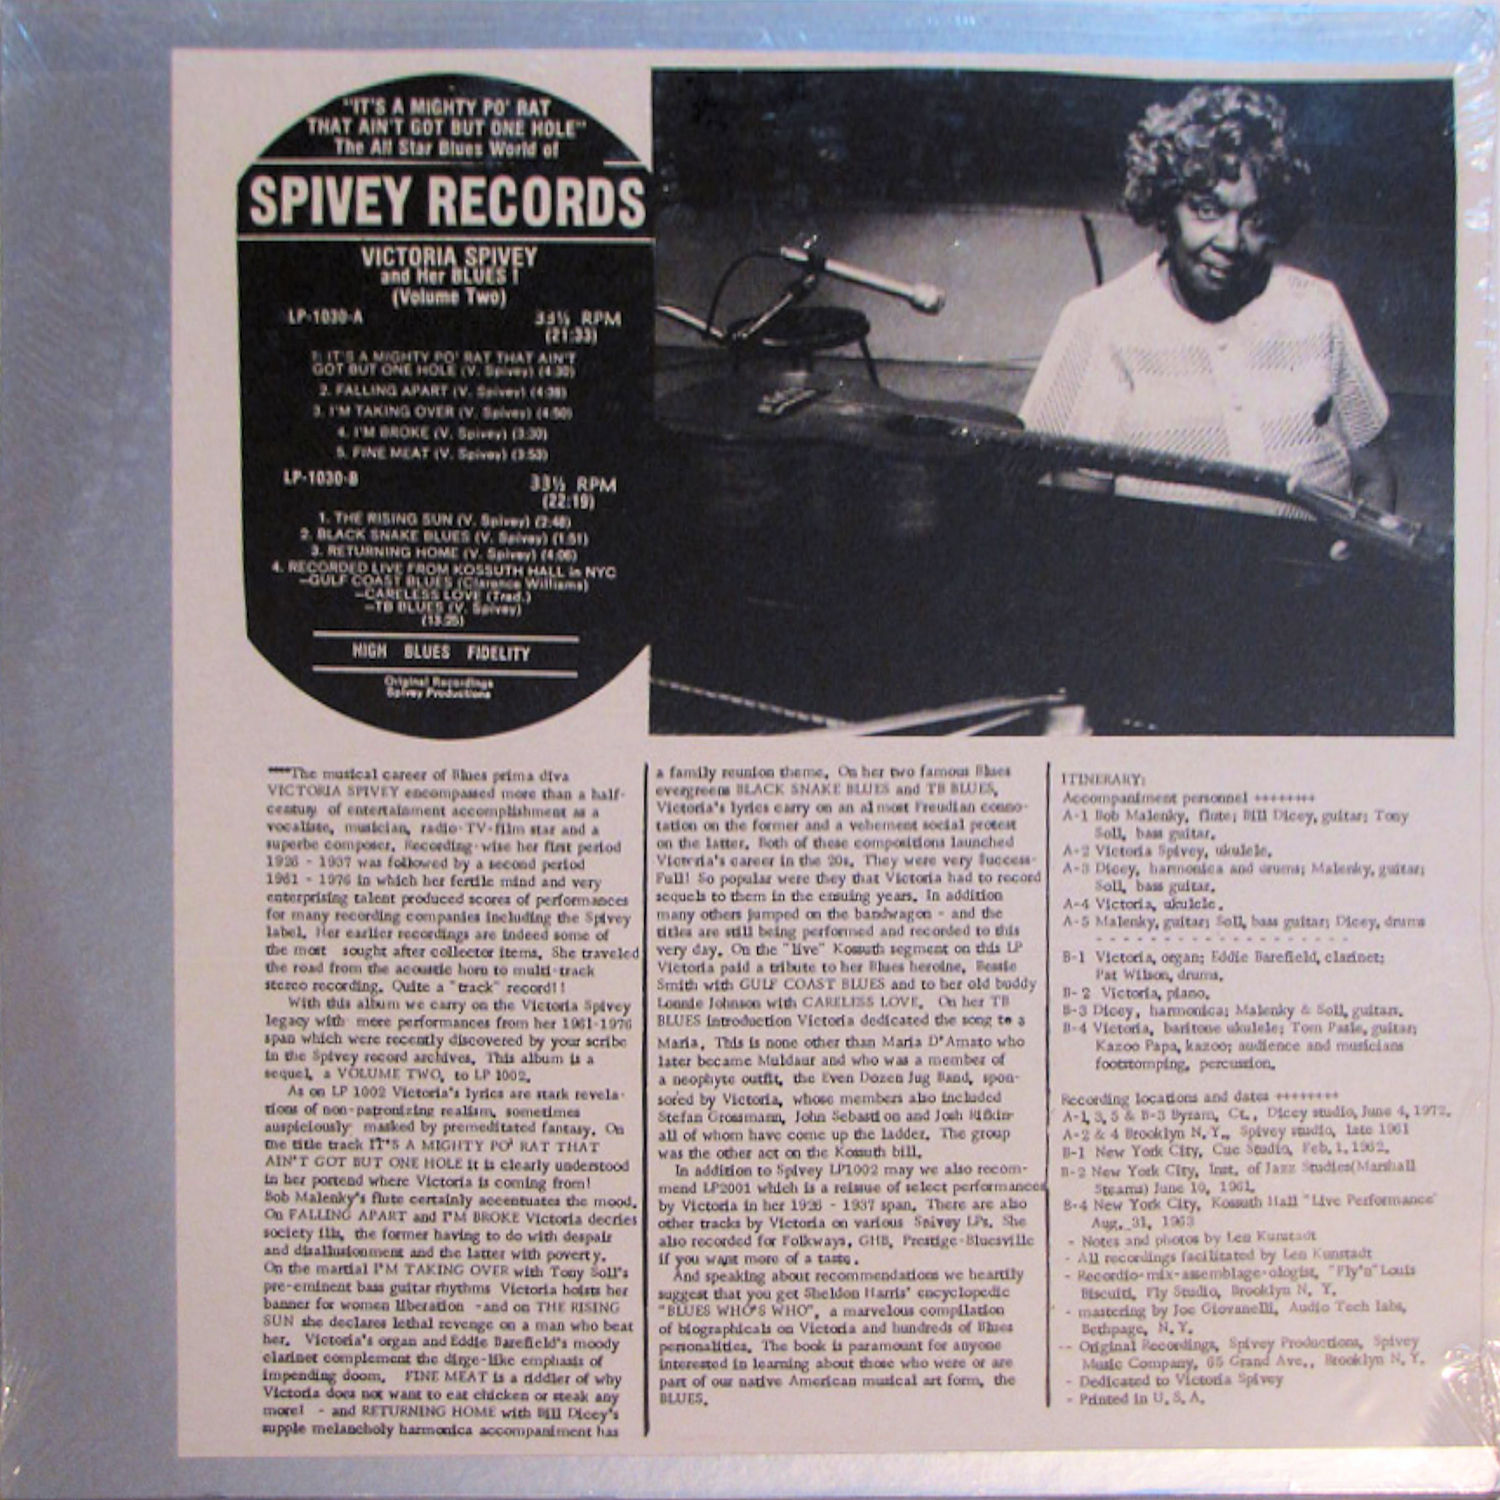 "IT'S A MIGHTY PO' RAT
THAT AIN'T GOT BUT ONE HOLE"
The All Star Blues World of
SPIVEY RECORDS
VICTORIA SPIVEY
and Her BLUES !
(Volume Two)
LP-1030-A 33⅓ RPM
(21:33)
1. IT'S A MIGHTY PO' RAT THAT AIN'T
GOT BUT ONE HOLE (V. Spivey) (4:30)
2. FALLING APART (V. Spivey) (4:38)
3. I'M TAKING OVER (V. Spivey) (4:50)
4. I'M BROKE (V. Spivey) (3:30)
5. FINE MEAT (V. Spivey) (3:53)
LP-1030-B 33⅓ RPM
(22:19)
1. THE RISING SUN (V. Spivey) (2:48)
2. BLACK SNAKE BLUES (V. Spivey) (1:51)
3. RETURNING HOME (V. Spivey) (4:06)
4. RECORDED LIVE FROM KOSSUTH HALL in NYC
—GULF COAST BLUES (Clarence Williams)
—CARELESS LOVE (Trad.)
—TB BLUES (V. Spivey)
(13:25)
HIGH BLUES FIDELITY
Original Recordings
Spivey Productions
----The musical career of Blues prima diva
VICTORIA SPIVEY encompassed more than a half-
century of entertainment accomplishment as a
vocaliste, musician, radio-TV-film star and a
superbe composer. Recording-wise her first period
1926 - 1937 was followed by a second period
1961 - 1976 in which her fertile mind and very
enterprising talent produced scores of performances
for many recording companies including the Spivey
label. Her earlier recordings are indeed some of
the most sought after collector items. She traveled
the road from the acoustic horn to multi-track
stereo recording. Quite a "track" record!!
With this album we carry on the Victoria Spivey
legacy with more performances from her 1961-1976
span which were recently discovered by your scribe
in the Spivey record archives. This album is a
sequel, a VOLUME TWO, to LP 1002.
As on LP 1002 Victoria's lyrics are stark revela-
tions of non-patronizing realism, sometimes
auspiciously masked by premeditated fantasy. On
the title track IT'S A MIGHTY PO' RAT THAT
AIN'T GOT BUT ONE HOLE it is clearly understood
in her portend where Victoria is coming from!
Bob Malenky's flute certainly accentuates the mood.
On FALLING APART and I'M BROKE Victoria decries
society ills, the former having to do with despair
and disallusionment and the latter with poverty.
On the martial I'M TAKING OVER with Tony Soll's
pre-eminent bass guitar rhythms Victoria hoists her
banner for women liberation -and on THE RISING
SUN she declares lethal revenge on a man who beat
her. Victoria's organ and Eddie Barefield's moody
clarinet complement the dirge-like emphasis of
impending doom. FINE MEAT is a riddler of why
Victoria does not want to eat chicken or steak any
more! - and RETURNING HOME with Bill Dicey's
supple melancholy harmonica accompaniment has
a family reunion theme. On her two famous Blues
evergreens BLACK SNAKE BLUES and TB BLUES,
Victoria's lyrics carry on an almost Freudian conno-
tation on the former and a vehement social protest
on the latter. Both of these compositions launched
Victoria's career in the 20s. They were very Success-
Full! So popular were they that Victoria had to record
sequels to them in the ensuing years. In addition
many others jumped on the bandwagon - and the
titles are still being performed and recorded to this
very day. On the "live" Kossuth segment on this LP
Victoria paid a tribute to her Blues heroine, Bessie
Smith with GULF COAST BLUES and to her old buddy
Lonnie Johnson with CARELESS LOVE. On her TB
BLUES introduction Victoria dedicated the song to a
Maria. This is none other than Maria D'Amato who
later became Muldaur and who was a member of
a neophyte outfit, the Even Dozen Jug Band, spon-
sored by Victoria, whose members also included
Stefan Grossmann, John Sebastion and Josh Rifkin-
all of whom have come up the ladder. The group
was the other act on the Kossuth bill.
In addition to Spivey LP1002 may we also recom-
mend LP2001 which is a reissue of select performances
by Victoria in her 1926 - 1937 span. There are also
other tracks by Victoria on various Spivey LPs. She
also recorded for Folkways, GHB, Prestige-Bluesville
if you want more of a taste.
And speaking about recommendations we heartily
suggest that you get Sheldon Harris' encyclopedic
"BLUES WHO'S WHO", a marvelous compilation
of biographicals on Victoria and hundreds of Blues
personalities. The book is paramount for anyone
interested in learning about those who were or are
part of our native American musical art form, the
BLUES.
ITINERARY:
Accompaniment personnel ++++++++
A-1 Bob Malenky, flute; Bill Dicey, guitar; Tony
Soll, bass guitar.
A-2 Victoria Spivey, ukulele.
A-3 Dicey, harmonica and drums; Malenky, guitar;
Soll, bass guitar.
A-4 Victoria, ukulele.
A-5 Malenky, guitar; Soll, bass guitar; Dicey, drums
- - - - - - - - - - - - - - - - - -
B-1 Victoria, organ; Eddie Barefield, clarinet;
Pat Wilson, drums.
B- 2 Victoria, piano.
B-3 Dicey, harmonica; Malenky & Soll, guitars.
B-4 Victoria, baritone ukulele; Tom Pasle, guitar;
Kazoo Papa, kazoo; audience and musicians
footstomping, percussion.
Recording locations and dates ++++++++
A-1, 3, 5 & B-3 Byram, Ct., Dicey studio, June 4, 1972.
A-2 & 4 Brooklyn N.Y., Spivey studio, late 1961
B-1 New York City, Cue Studio, Feb. 1, 1962.
B-2 New York City, Inst. of Jazz Studies(Marshall
Stearns) June 10, 1961.
B-4 New York City, Kossuth Hall "Live Performance"
Aug. 31, 1963
- Notes and photos by Len Kunstadt
- All recordings facilitated by Len Kunstadt
- Recordio-mix-assemblage-ologist, "Fly'n" Louis
Biscuiti, Fly Studio, Brooklyn N. Y.
- mastering by Joe Giovanelli, Audio Tech labs,
Bethpage, N. Y.
-- Original Recordings, Spivey Productions, Spivey
Music Company, 65 Grand Ave., Brooklyn N. Y.
- Dedicated to Victoria Spivey
- Printed in U. S. A.